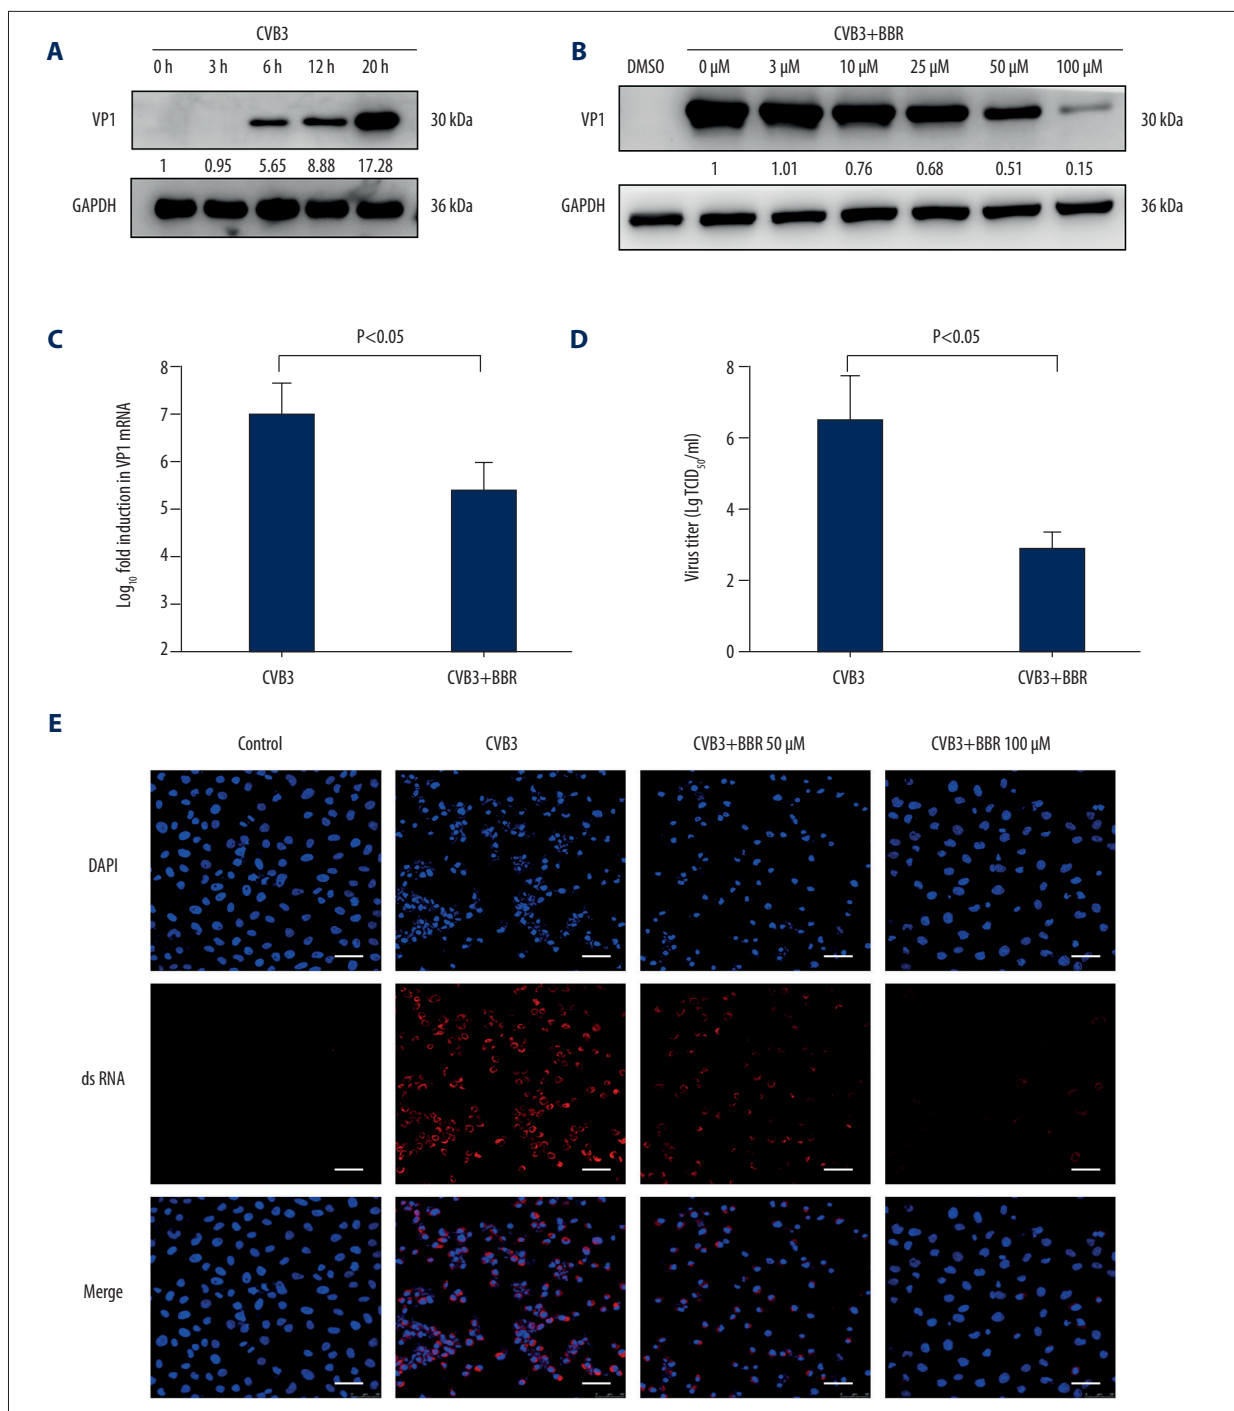 A
CVB3
0 h 3 h 6 h 12 h 20 h
VP1 30 kDa
1 0.95 5.65 8.88 17.28
GAPDH 36 kDa
B
CVB3+BBR
DMSO 0 µM 3 µM 10 µM 25 µM 50 µM 100 µM
VP1 30 kDa
1 1.01 0.76 0.68 0.51 0.15
GAPDH 36 kDa
C
P<0.05
Log10 fold induction in VP1 mRNA
8
7
6
5
4
3
2
CVB3 CVB3+BBR
D
P<0.05
Virus titer (Lg TCID50/ml)
8
6
4
2
0
CVB3 CVB3+BBR
E
Control CVB3 CVB3+BBR 50 µM CVB3+BBR 100 µM
DAPI
ds RNA
Merge